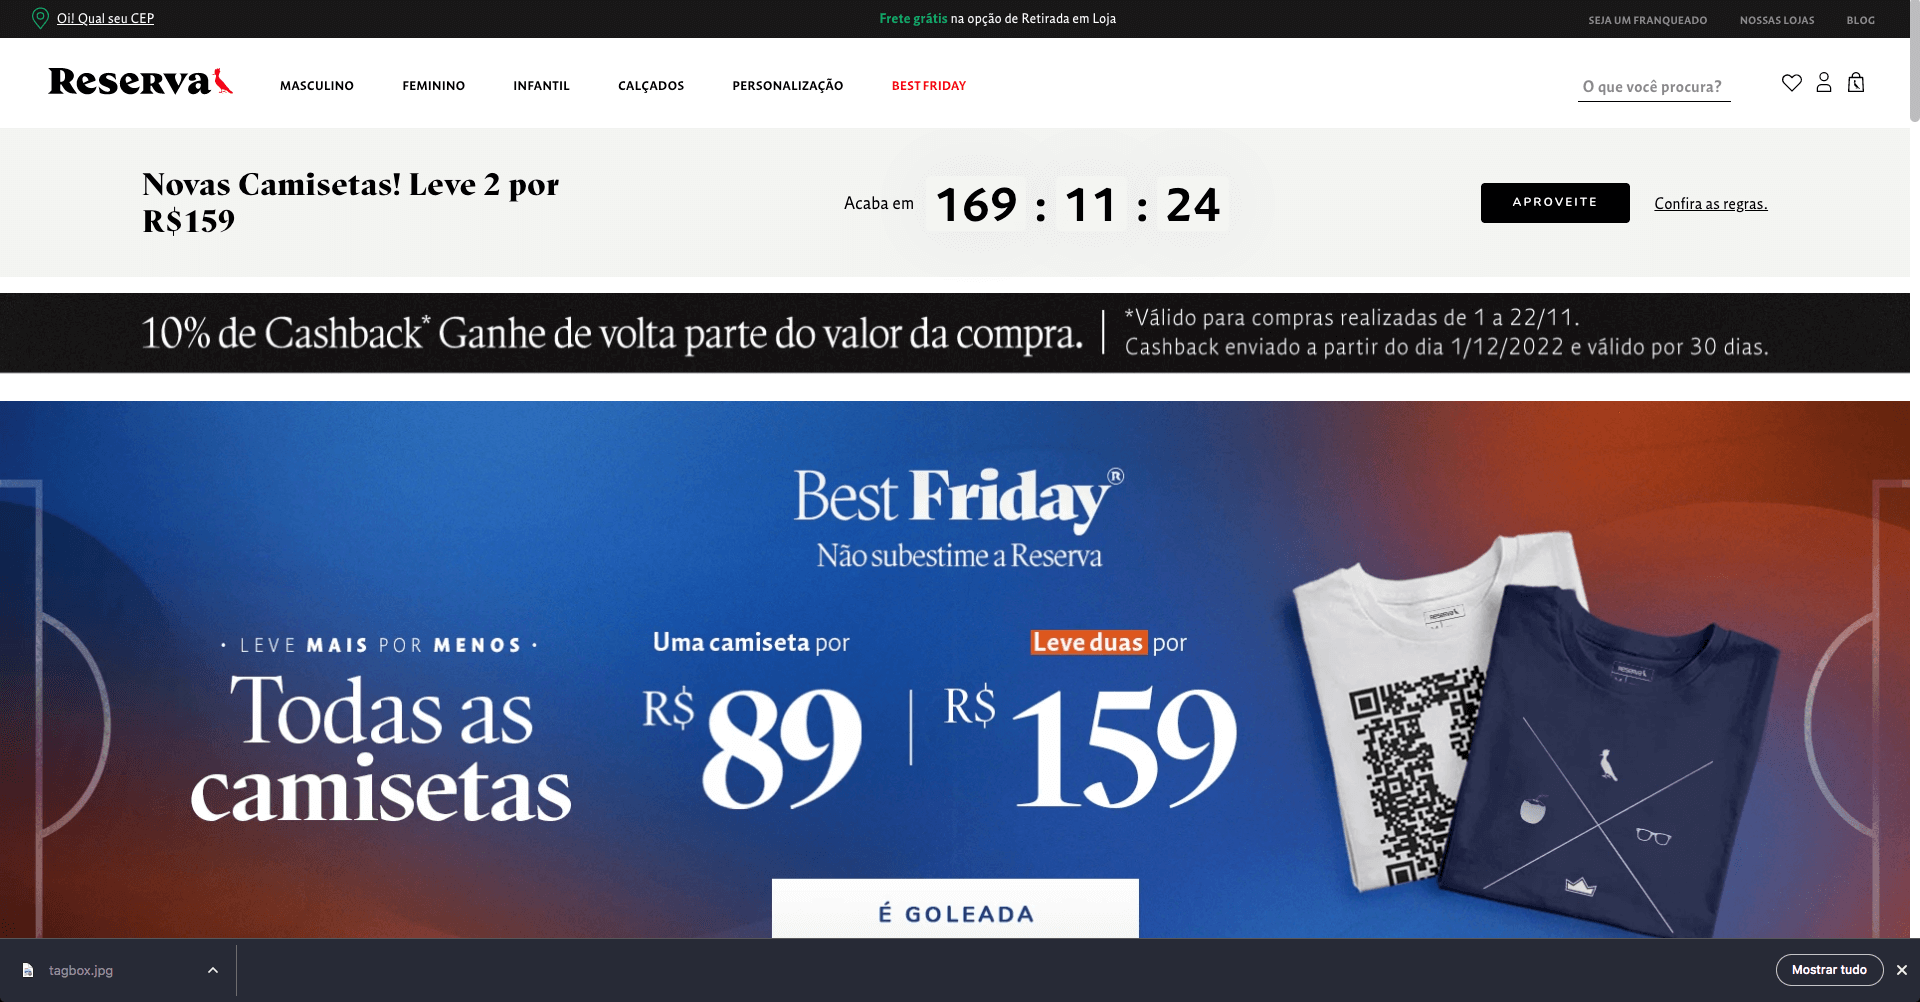 Oi! Qual seu CEP
Frete grátis na opção de Retirada em Loja
SEJA UM FRANQUEADO
NOSSAS LOJAS
BLOG
Reserva
MASCULINO
FEMININO
INFANTIL
CALÇADOS
PERSONALIZAÇÃO
BEST FRIDAY
O que você procura?
Novas Camisetas! Leve 2 por
R$159
Acaba em 169 : 11 : 24
APROVEITE
Confira as regras.
10% de Cashback* Ganhe de volta parte do valor da compra.
*Válido para compras realizadas de 1 a 22/11.
Cashback enviado a partir do dia 1/12/2022 e válido por 30 dias.
Best Friday®
Não subestime a Reserva
· LEVE MAIS POR MENOS ·
Todas as
camisetas
Uma camiseta por
R$ 89
Leve duas por
R$ 159
É GOLEADA
tagbox.jpg
Mostrar tudo